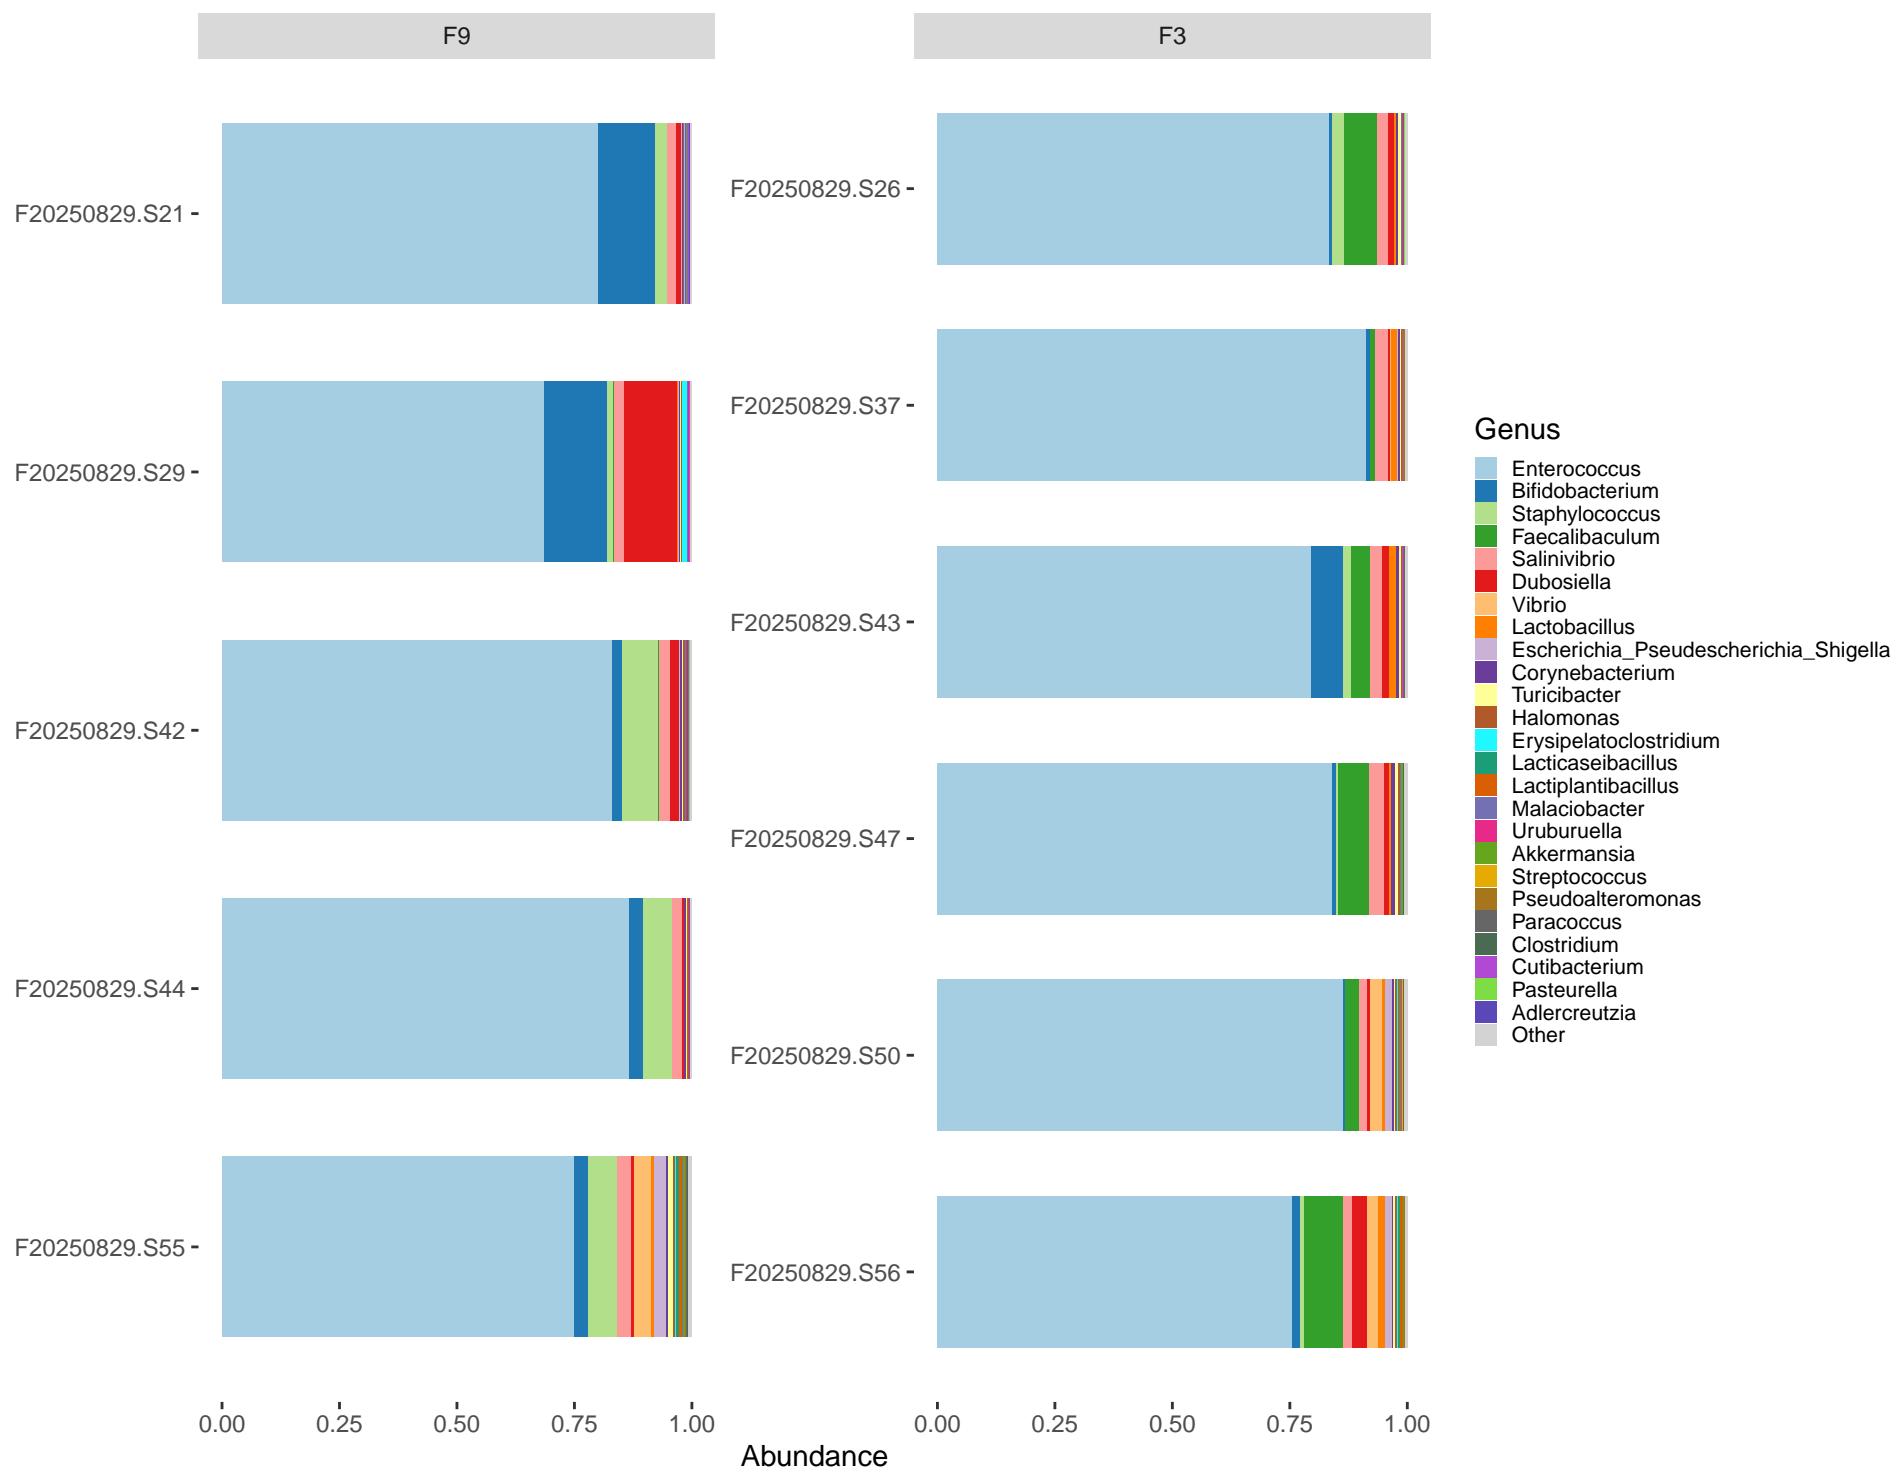 F9
F3
F20250829.S21
F20250829.S29
F20250829.S42
F20250829.S44
F20250829.S55
F20250829.S26
F20250829.S37
F20250829.S43
F20250829.S47
F20250829.S50
F20250829.S56
0.00 0.25 0.50 0.75 1.00
0.00 0.25 0.50 0.75 1.00
Abundance
Genus
Enterococcus
Bifidobacterium
Staphylococcus
Faecalibaculum
Salinivibrio
Dubosiella
Vibrio
Lactobacillus
Escherichia_Pseudescherichia_Shigella
Corynebacterium
Turicibacter
Halomonas
Erysipelatoclostridium
Lacticaseibacillus
Lactiplantibacillus
Malaciobacter
Uruburuella
Akkermansia
Streptococcus
Pseudoalteromonas
Paracoccus
Clostridium
Cutibacterium
Pasteurella
Adlercreutzia
Other